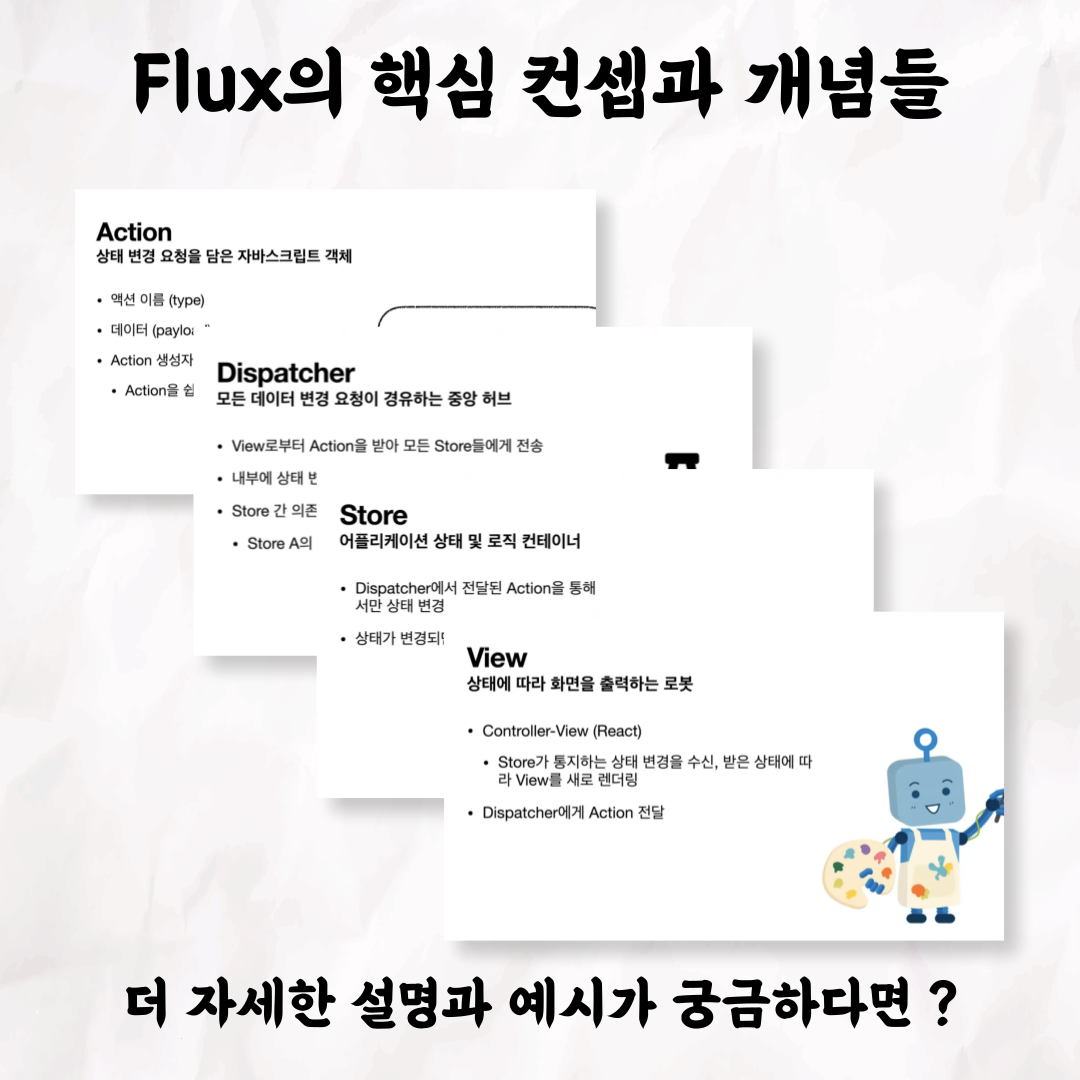 Flux의 핵심 컨셉과 개념들
Action
상태 변경 요청을 담은 자바스크립트 객체
• 액션 이름 (type)
• 데이터
• Action 생성자
• Action을 쉽
Dispatcher
모든 데이터 변경 요청이 경유하는 중앙 허브
• View로부터 Action을 받아 모든 Store들에게 전송
• 내부에 상태
• Store 간 의존
• Store A의
Store
어플리케이션 상태 및 로직 컨테이너
• Dispatcher에서 전달된 Action을 통해
서만 상태 변경
• 상태가
View
상태에 따라 화면을 출력하는 로봇
• Controller-View (React)
• Store가 통지하는 상태 변경을 수신, 받은 상태에 따
라 View를 새로 렌더링
• Dispatcher에게 Action 전달
더 자세한 설명과 예시가 궁금하다면 ?